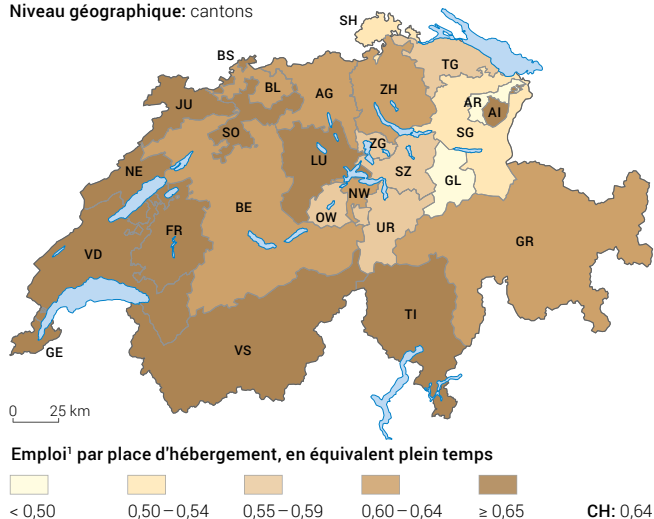 Niveau géographique: cantons
SH
BS
TG
BL
AG
ZH
JU
AR
AI
SO
SG
ZG
LU
NE
SZ
GL
NW
BE
OW
FR
UR
GR
VD
TI
VS
GE
0 25 km
Emploi¹ par place d'hébergement, en équivalent plein temps
< 0,50 0,50–0,54 0,55–0,59 0,60–0,64 ≥ 0,65 CH: 0,64